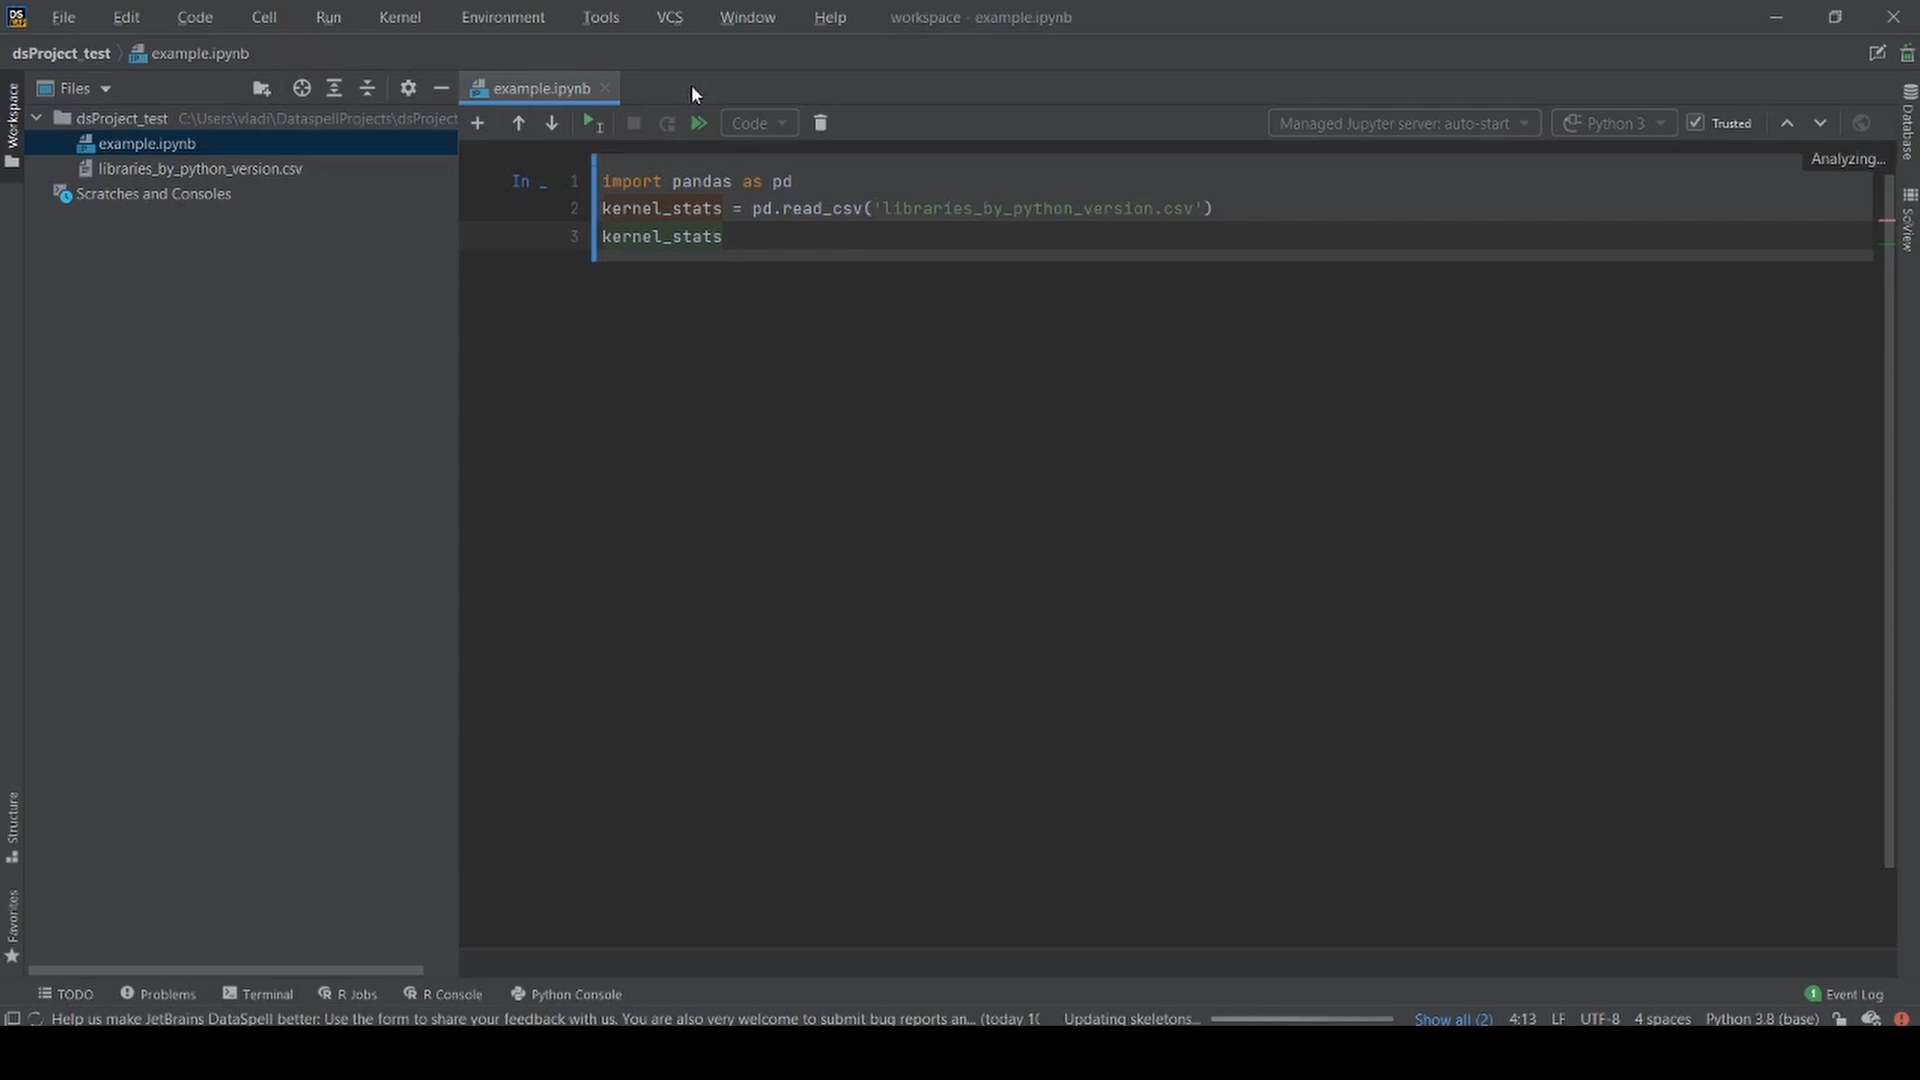 DS
File Edit Code Cell Run Kernel Environment Tools VCS Window Help workspace - example.ipynb
dsProject_test example.ipynb
Workspace
Files
example.ipynb
dsProject_test C:\Users\vladi\DataspellProjects\dsProject
Code
Managed Jupyter server: auto-start
Python 3
Trusted
example.ipynb
libraries_by_python_version.csv
Scratches and Consoles
Analyzing...
In _ 1 import pandas as pd
2 kernel_stats = pd.read_csv('libraries_by_python_version.csv')
3 kernel_stats
Database
SciView
Structure
Favorites
TODO Problems Terminal R Jobs R Console Python Console 1 Event Log
Help us make JetBrains DataSpell better: Use the form to share your feedback with us. You are also very welcome to submit bug reports an... (today 1( Updating skeletons... Show all (2) 4:13 LF UTF-8 4 spaces Python 3.8 (base)